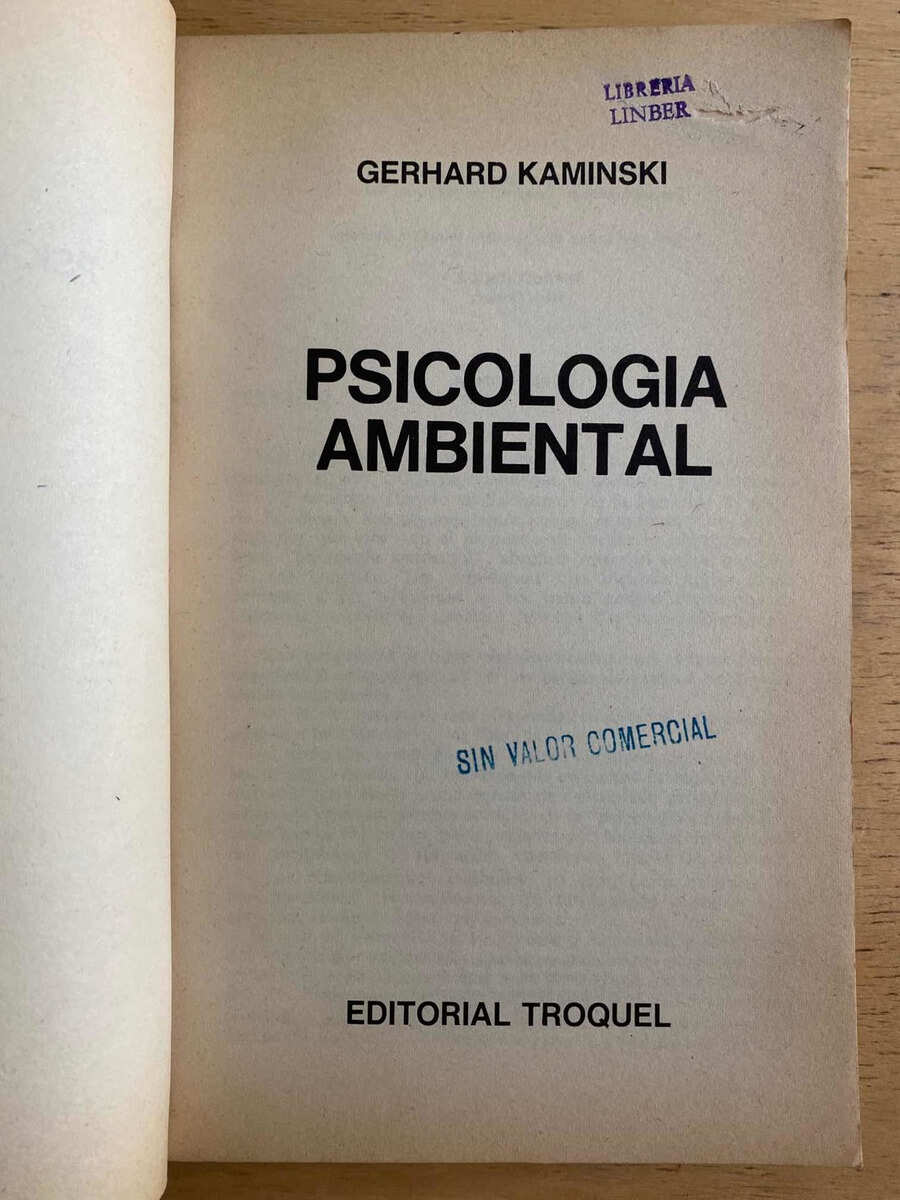 LIBRERIA
LINBER
GERHARD KAMINSKI
PSICOLOGIA
AMBIENTAL
SIN VALOR COMERCIAL
EDITORIAL TROQUEL